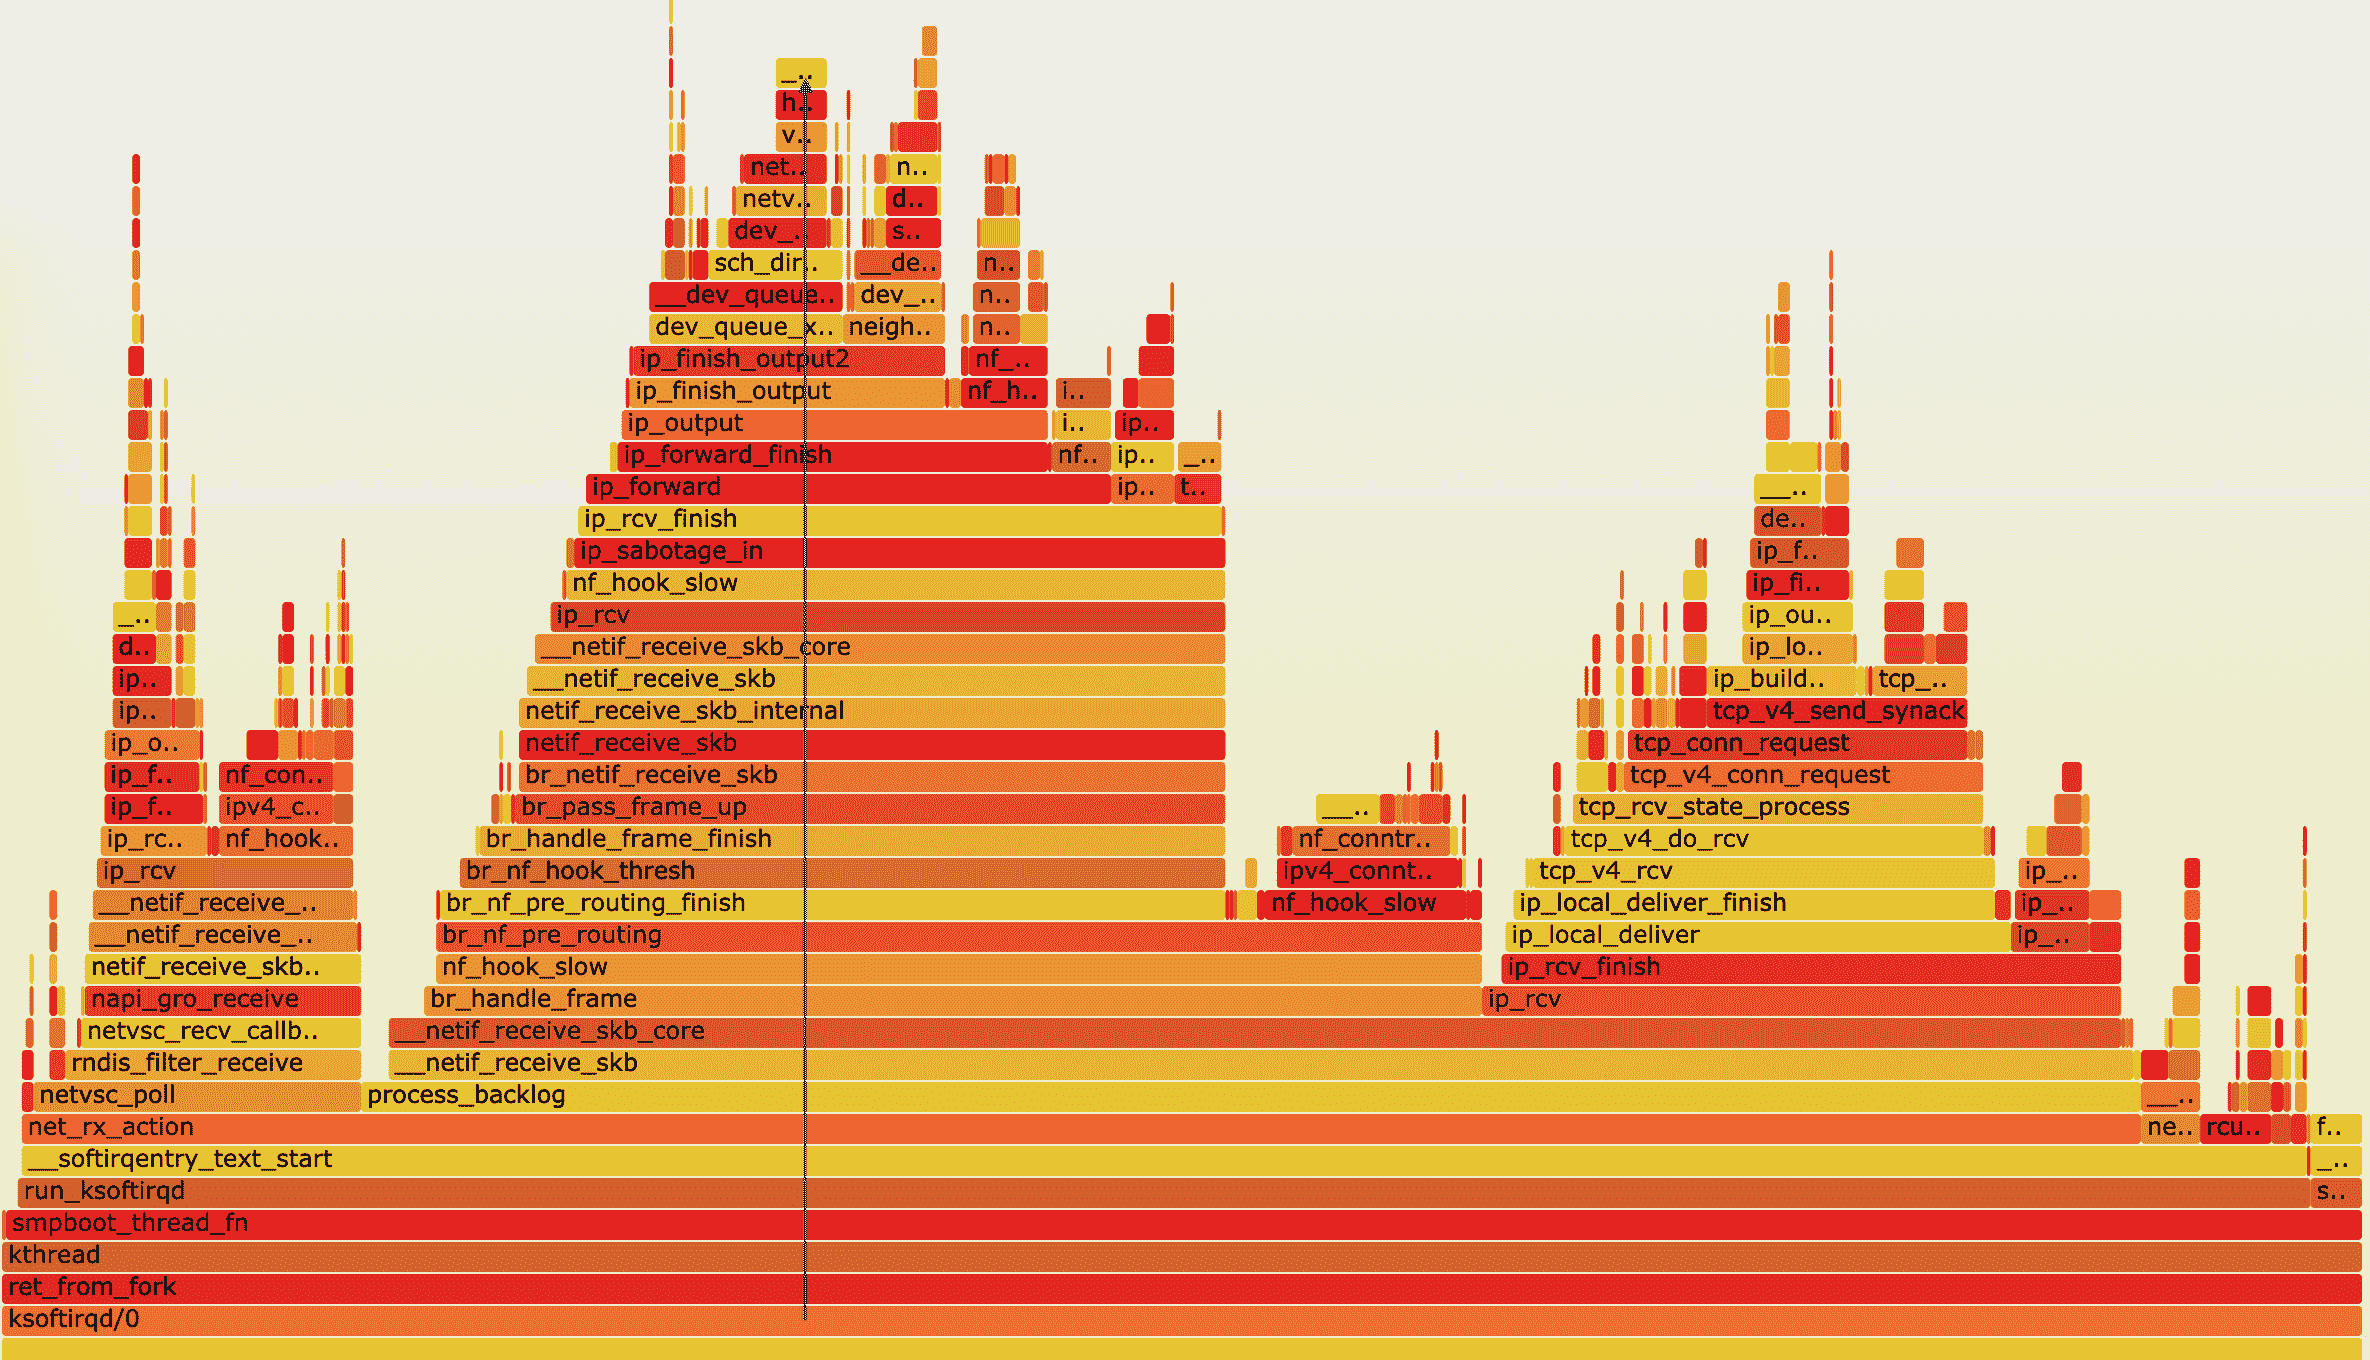 __..
h..
v..
net.. n..
netv.. d..
dev_.. s..
sch_dir.. __de.. n..
__dev_queue.. dev_.. n..
dev_queue_x.. neigh.. n..
ip_finish_output2 nf_..
ip_finish_output nf_h.. i..
ip_output i.. ip..
ip_forward_finish nf.. ip.. _..
ip_forward ip.. t.. ___..
ip_rcv_finish de..
ip_sabotage_in ip_f..
nf_hook_slow ip_fi..
_.. ip_rcv ip_ou..
d.. __netif_receive_skb_core ip_lo..
ip.. __netif_receive_skb ip_build.. tcp_..
ip.. netif_receive_skb_internal tcp_v4_send_synack
ip_o.. netif_receive_skb tcp_conn_request
ip_f.. nf_con.. br_netif_receive_skb tcp_v4_conn_request
ip_f.. ipv4_c.. br_pass_frame_up ___.. tcp_rcv_state_process
ip_rc.. nf_hook.. br_handle_frame_finish nf_conntr.. tcp_v4_do_rcv
ip_rcv br_nf_hook_thresh ipv4_connt.. tcp_v4_rcv ip_..
__netif_receive_.. br_nf_pre_routing_finish nf_hook_slow ip_local_deliver_finish ip_..
__netif_receive_.. br_nf_pre_routing ip_local_deliver ip_..
netif_receive_skb.. nf_hook_slow ip_rcv_finish
napi_gro_receive br_handle_frame ip_rcv
netvsc_recv_callb.. __netif_receive_skb_core
rndis_filter_receive __netif_receive_skb
netvsc_poll process_backlog ___..
net_rx_action ne.. rcu.. f..
__softirqentry_text_start _..
run_ksoftirqd s..
smpboot_thread_fn
kthread
ret_from_fork
ksoftirqd/0